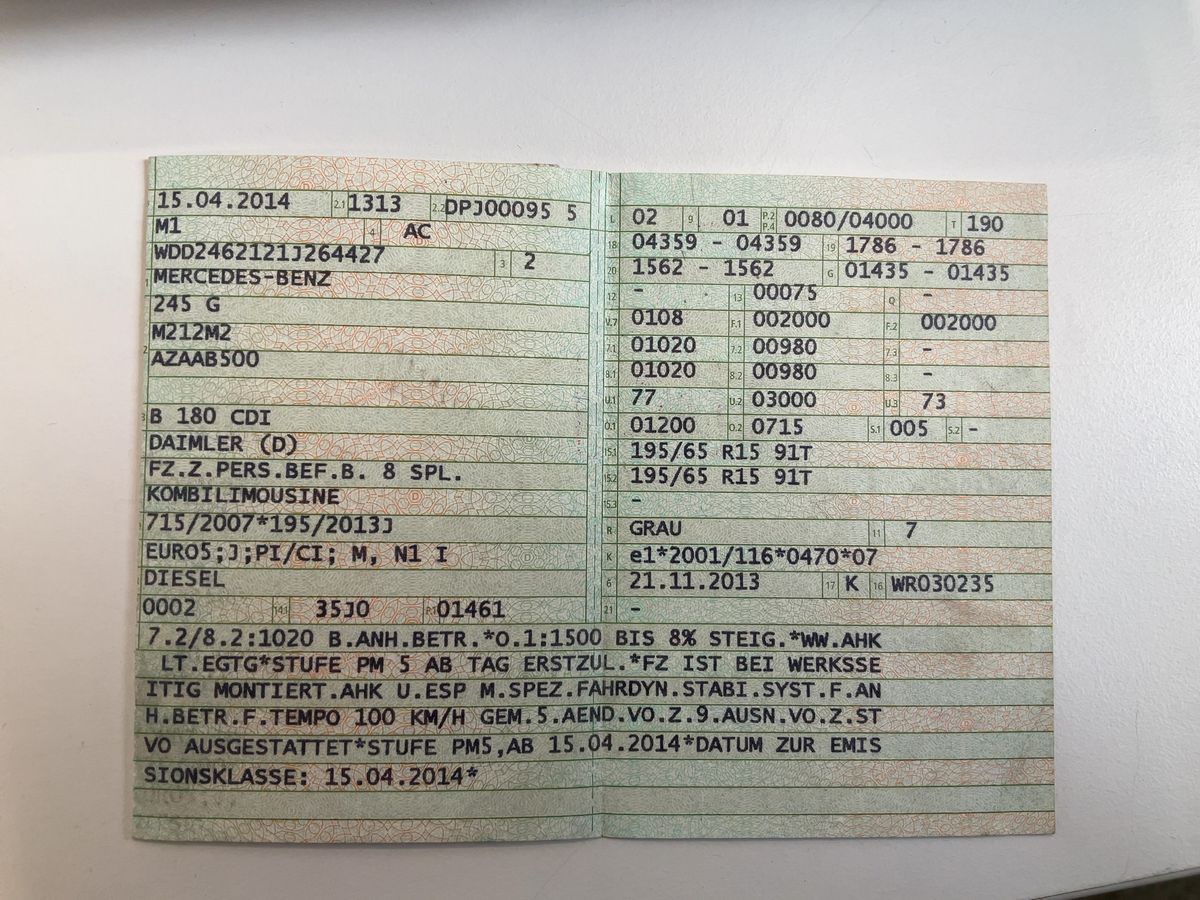 15.04.2014 2.1 1313 2.2 DPJ00095 5
M1 4 AC
WDD2462121J264427 3 2
MERCEDES-BENZ
245 G
M212M2
AZAAB500
B 180 CDI
DAIMLER (D)
FZ.Z.PERS.BEF.B. 8 SPL.
KOMBILIMOUSINE
715/2007*195/2013J
EURO5;J;PI/CI; M, N1 I
DIESEL
0002 14.1 35J0 P.1 01461
L 02 9 01 P.2 P.4 0080/04000 T 190
18 04359 - 04359 19 1786 - 1786
20 1562 - 1562 G 01435 - 01435
12 - 13 00075 Q -
V.7 0108 F.1 002000 F.2 002000
7.1 01020 7.2 00980 7.3 -
8.1 01020 8.2 00980 8.3 -
U.1 77 U.2 03000 U.3 73
O.1 01200 O.2 0715 S.1 005 S.2 -
15.1 195/65 R15 91T
15.2 195/65 R15 91T
15.3 -
R GRAU 11 7
K e1*2001/116*0470*07
6 21.11.2013 17 K 16 WR030235
21 -
7.2/8.2:1020 B.ANH.BETR.*O.1:1500 BIS 8% STEIG.*WW.AHK
LT.EGTG*STUFE PM 5 AB TAG ERSTZUL.*FZ IST BEI WERKSSE
ITIG MONTIERT.AHK U.ESP M.SPEZ.FAHRDYN.STABI.SYST.F.AN
H.BETR.F.TEMPO 100 KM/H GEM.5.AEND.VO.Z.9.AUSN.VO.Z.ST
VO AUSGESTATTET*STUFE PM5,AB 15.04.2014*DATUM ZUR EMIS
SIONSKLASSE: 15.04.2014*